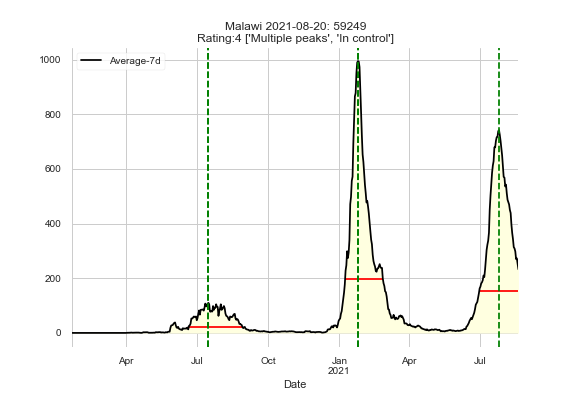 Malawi 2021-08-20: 59249
Rating:4 ['Multiple peaks', 'In control']
Average-7d
1000
800
600
400
200
0
Apr Jul Oct Jan Apr Jul
2021
Date